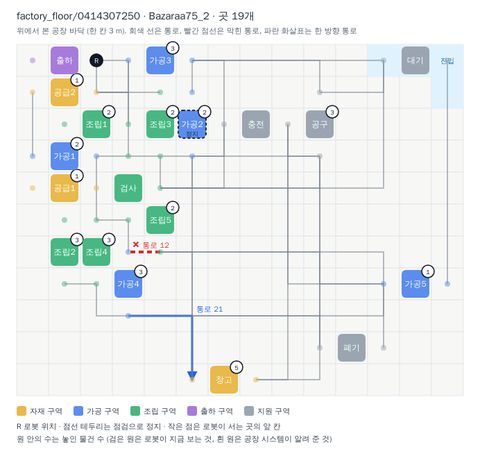 factory_floor/0414307250 · Bazaraa75_2 · 곳 19개
위에서 본 공장 바닥 (한 칸 3 m). 회색 선은 통로, 빨간 점선은 막힌 통로, 파란 화살표는 한 방향 통로
출하 R 가공3 3 대기 진입
공급2 1
조립1 2 조립3 2 가공2 2 정지 충전 공구 3
가공1 2
공급1 1 검사
조립5 2
조립2 3 조립4 3 ✕ 통로 12
가공4 3 가공5 1
통로 21
폐기
창고 5
자재 구역 가공 구역 조립 구역 출하 구역 지원 구역
R 로봇 위치 · 점선 테두리는 점검으로 정지 · 작은 점은 로봇이 서는 곳의 앞 칸
원 안의 수는 놓인 물건 수 (검은 원은 로봇이 지금 보는 것, 흰 원은 공장 시스템이 알려 준 것)